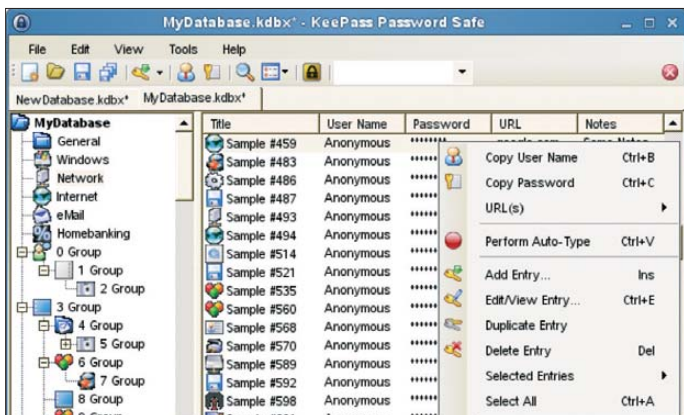 MyDatabase.kdbx* - KeePass Password Safe
File Edit View Tools Help
NewDatabase.kdbx* MyDatabase.kdbx*
MyDatabase
General
Windows
Network
Internet
eMail
Homebanking
0 Group
1 Group
2 Group
3 Group
4 Group
5 Group
6 Group
7 Group
8 Group
Title User Name Password URL Notes
Sample #459 Anonymous ********
Sample #483 Anonymous
Sample #486 Anonymous
Sample #487 Anonymous
Sample #493 Anonymous
Sample #494 Anonymous
Sample #514 Anonymous
Sample #521 Anonymous
Sample #535 Anonymous
Sample #560 Anonymous
Sample #568 Anonymous
Sample #570 Anonymous
Sample #589 Anonymous
Sample #592 Anonymous
Sample #598 Anonymous
Copy User Name Ctrl+B
Copy Password Ctrl+C
URL(s)
Perform Auto-Type Ctrl+V
Add Entry... Ins
Edit/View Entry... Ctrl+E
Duplicate Entry
Delete Entry Del
Selected Entries
Select All Ctrl+A